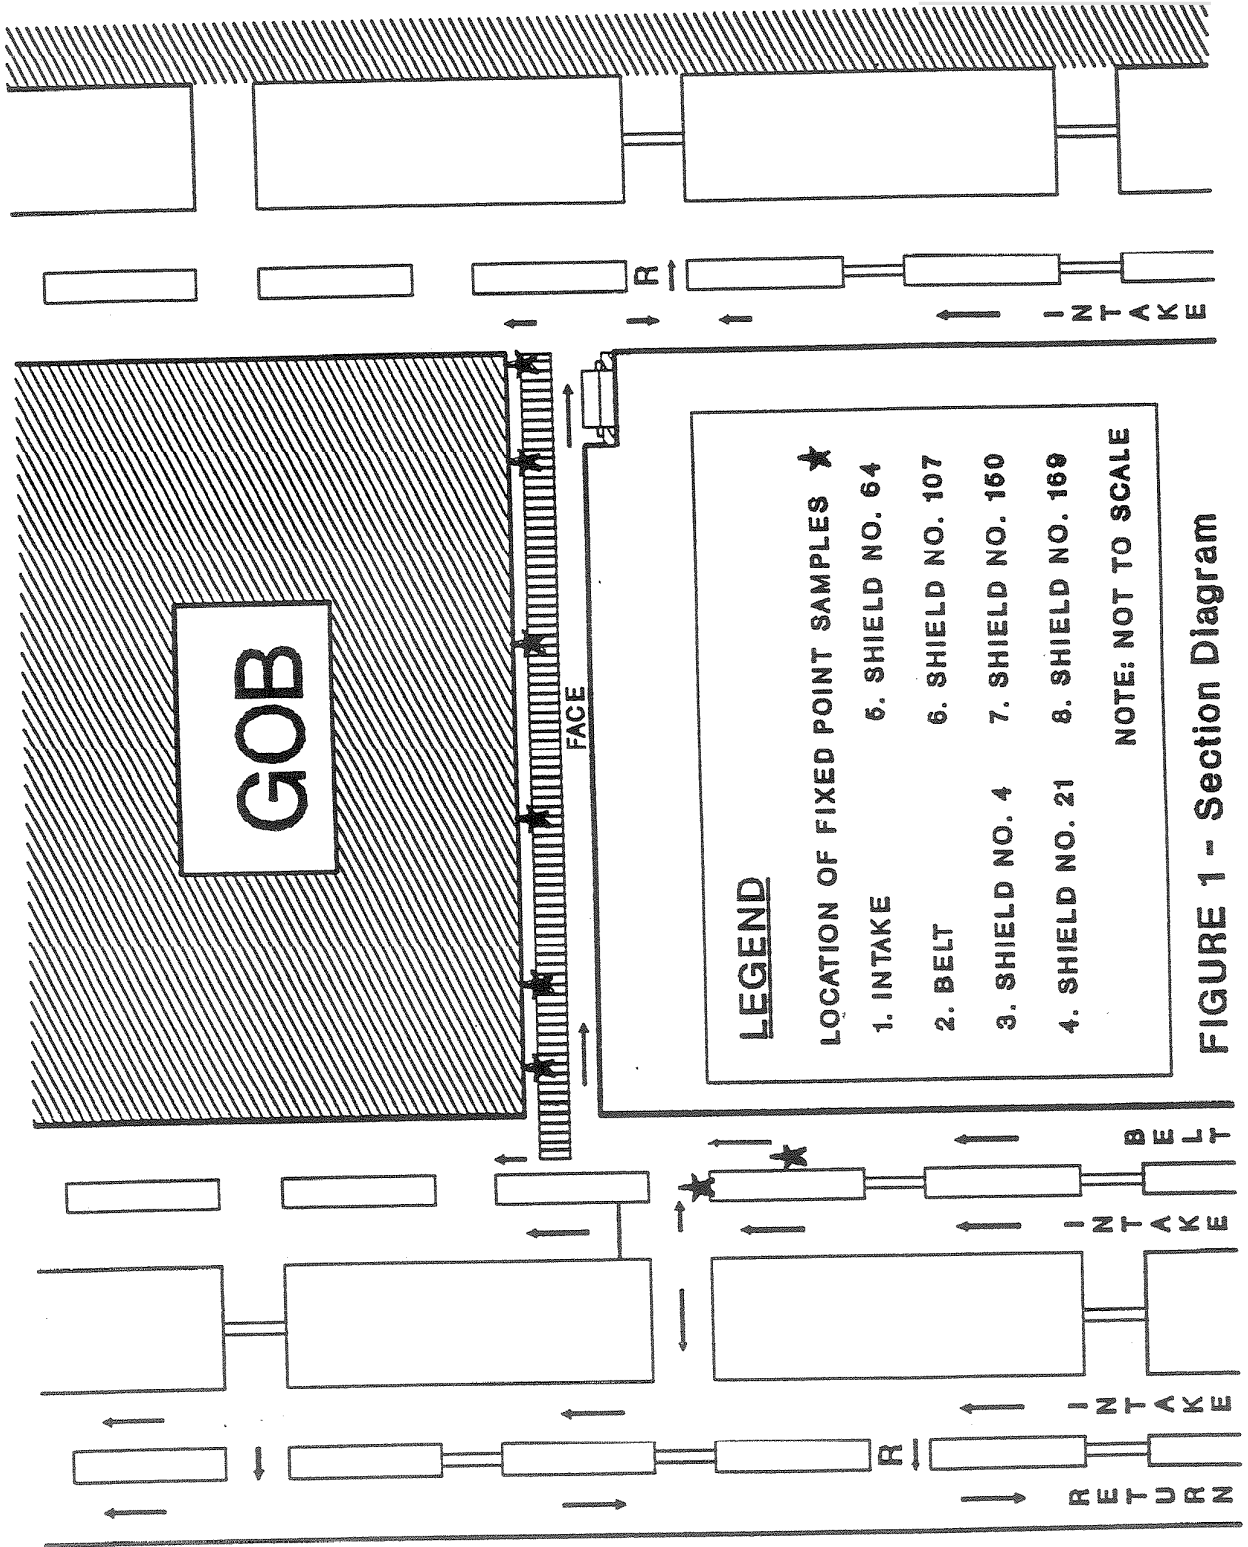 GOB
FACE
R
INTAKE
LEGEND
LOCATION OF FIXED POINT SAMPLES ★
1. INTAKE
2. BELT
3. SHIELD NO. 4
4. SHIELD NO. 21
5. SHIELD NO. 64
6. SHIELD NO. 107
7. SHIELD NO. 150
8. SHIELD NO. 169
NOTE: NOT TO SCALE
BELT
INTAKE
INTAKE
R
RETURN
FIGURE 1 - Section Diagram